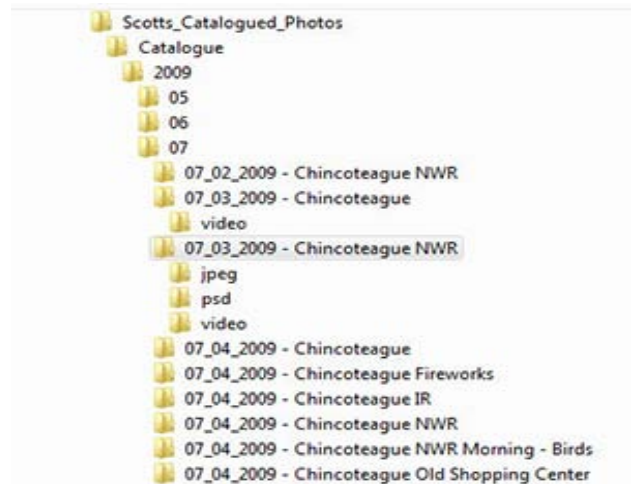 Scotts_Catalogued_Photos
Catalogue
2009
05
06
07
07_02_2009 - Chincoteague NWR
07_03_2009 - Chincoteague
video
07_03_2009 - Chincoteague NWR
jpeg
psd
video
07_04_2009 - Chincoteague
07_04_2009 - Chincoteague Fireworks
07_04_2009 - Chincoteague IR
07_04_2009 - Chincoteague NWR
07_04_2009 - Chincoteague NWR Morning - Birds
07_04_2009 - Chincoteague Old Shopping Center